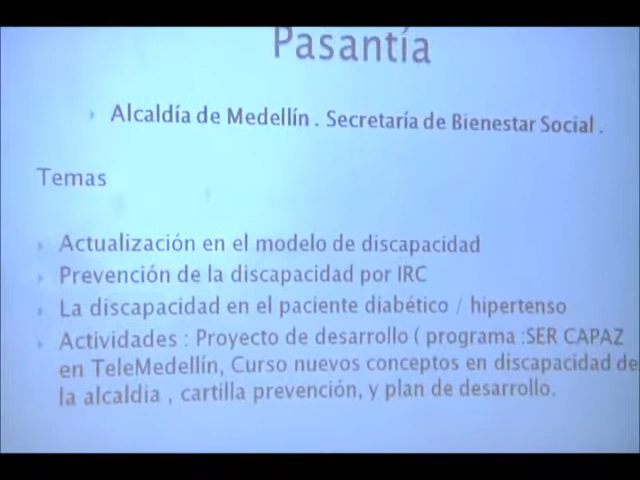 Pasantía
Alcaldía de Medellín . Secretaría de Bienestar Social .
Temas
Actualización en el modelo de discapacidad
Prevención de la discapacidad por IRC
La discapacidad en el paciente diabético / hipertenso
Actividades : Proyecto de desarrollo ( programa :SER CAPAZ
en TeleMedellín, Curso nuevos conceptos en discapacidad de
la alcaldia , cartilla prevención, y plan de desarrollo.